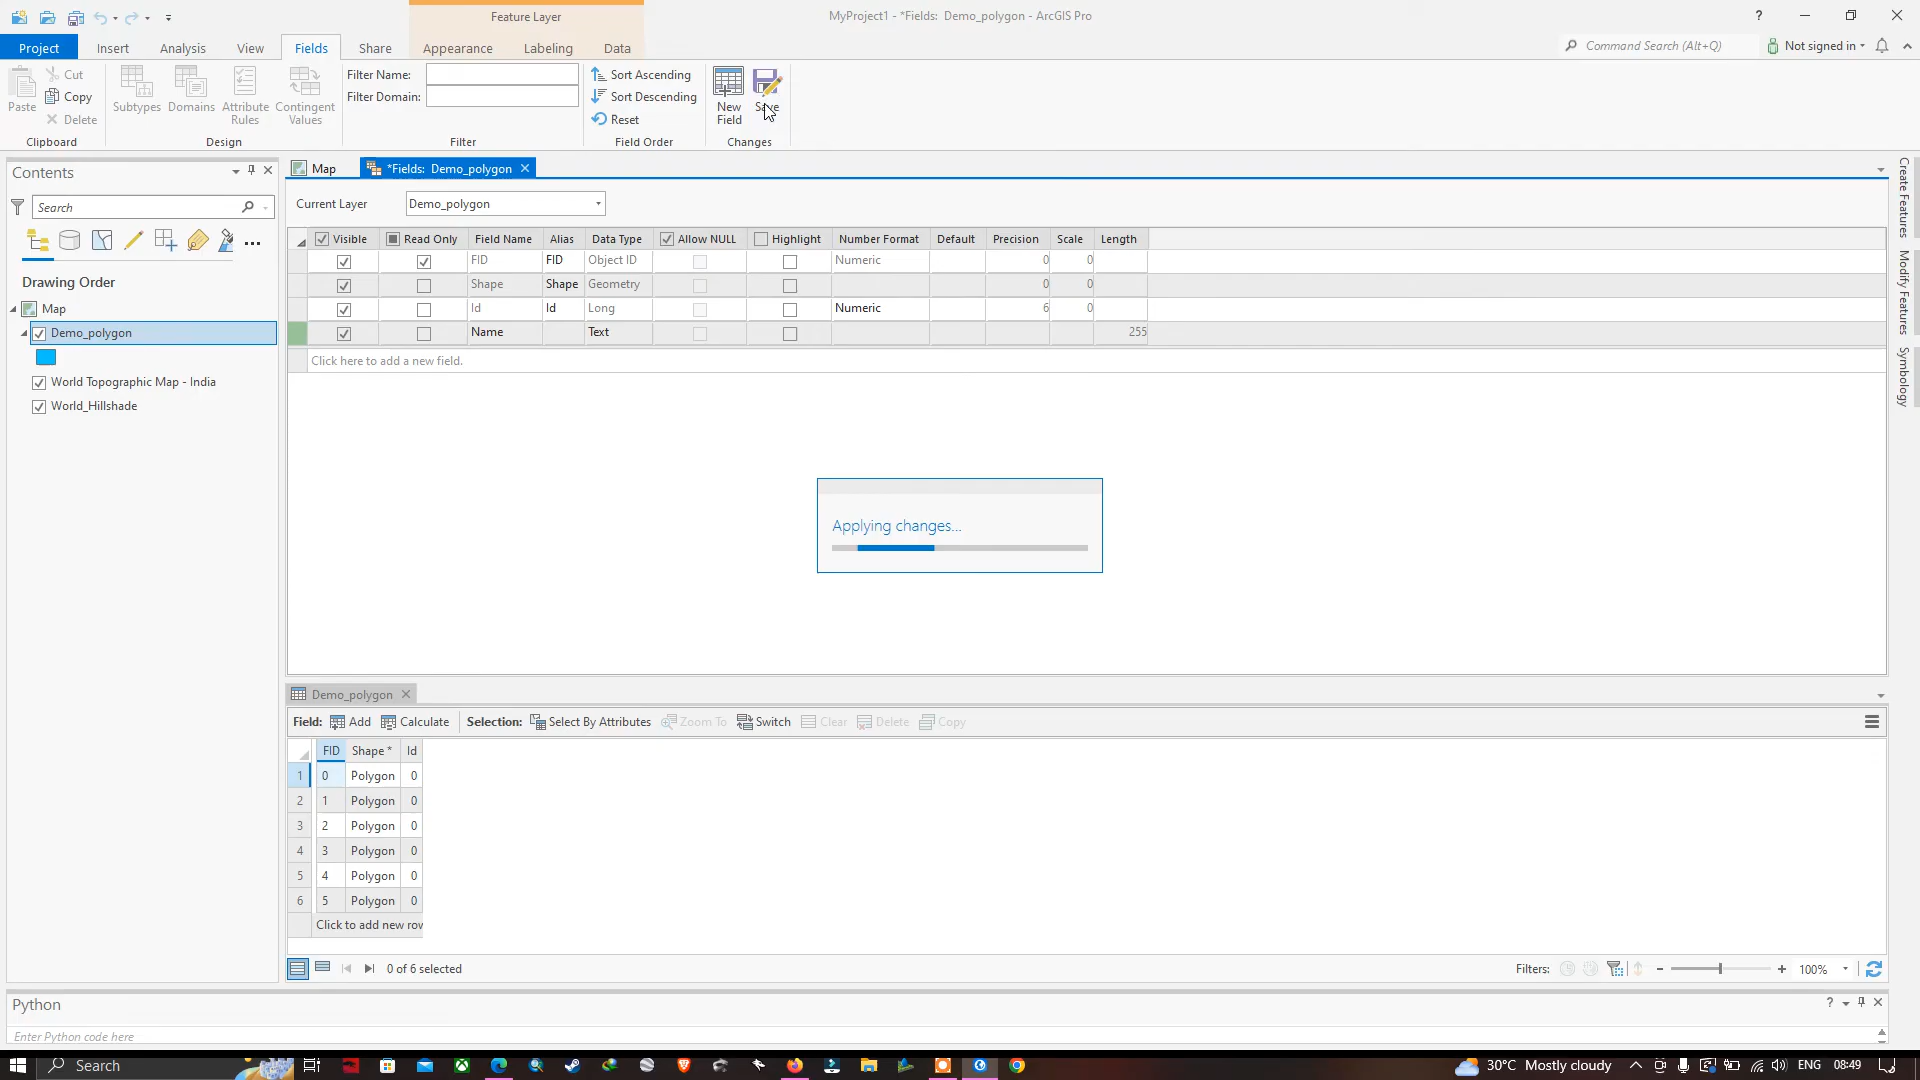 Feature Layer
MyProject1 - *Fields:  Demo_polygon - ArcGIS Pro
?
Project Insert Analysis View Fields Share Appearance Labeling Data
Command Search (Alt+Q)
Not signed in
Paste
Cut
Copy
Delete
Clipboard
Subtypes
Domains
Attribute
Rules
Contingent
Values
Design
Filter Name:
Filter Domain:
Filter
Sort Ascending
Sort Descending
Reset
Field Order
New
Field
Save
Changes
Contents
Search
Drawing Order
Map
Demo_polygon
World Topographic Map - India
World_Hillshade
Map
*Fields:  Demo_polygon
Current Layer Demo_polygon
Visible Read Only Field Name Alias Data Type Allow NULL Highlight Number Format Default Precision Scale Length
FID FID Object ID Numeric 0 0
Shape Shape Geometry 0 0
Id Id Long Numeric 6 0
Name Text 255
Click here to add a new field.
Applying changes...
Create Features
Modify Features
Symbology
Demo_polygon
Field: Add Calculate Selection: Select By Attributes Zoom To Switch Clear Delete Copy
FID Shape * Id
1 0 Polygon 0
2 1 Polygon 0
3 2 Polygon 0
4 3 Polygon 0
5 4 Polygon 0
6 5 Polygon 0
Click to add new row
0 of 6 selected
Filters:
100%
Python
?
Enter Python code here
Search
30°C Mostly cloudy
ENG 08:49